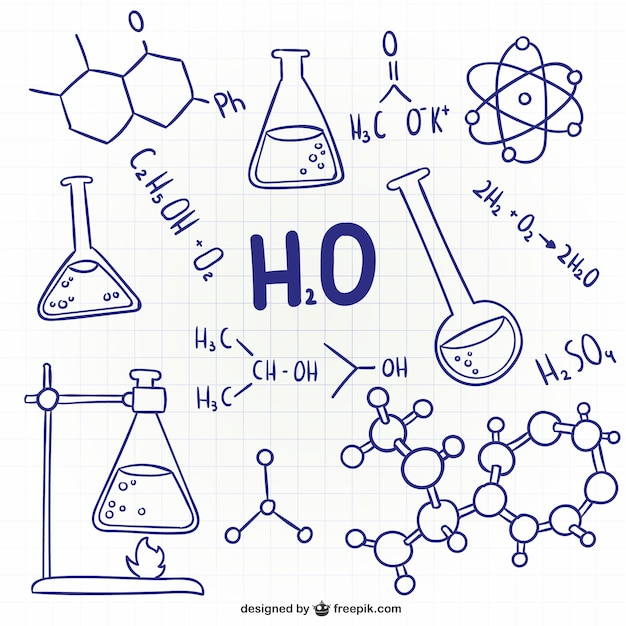 O
Ph
O
H₃C O⁻K⁺
C₂H₅OH + O₂
2H₂ + O₂ → 2H₂O
H₂O
H₂SO₄
H₃C
CH-OH
H₃C
OH
designed by freepik.com